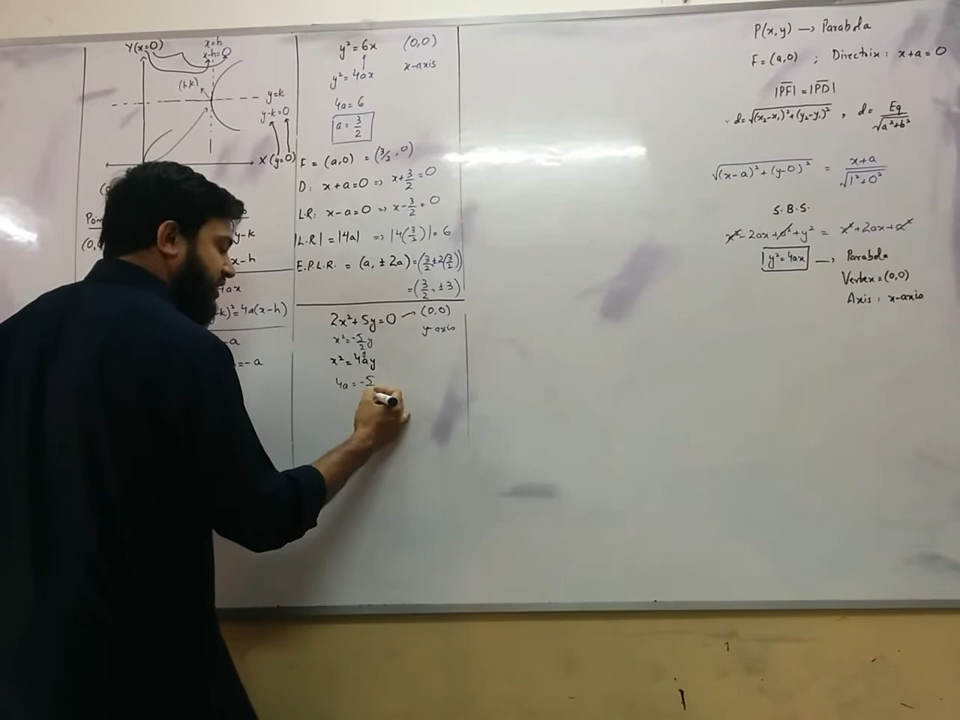 Y(x=0)
x=h
x-h=0
(h,k)
y=k
y-k=0
X(y=0)
y-k
x-h
4ax
k)²=4a(x-h)
-a
=-a
y²=6x (0,0)
y²=4ax x-axis
4a=6
a=3/2
F=(a,0)=(3/2,0)
D: x+a=0 => x+3/2=0
L.R: x-a=0 => x-3/2=0
|L.R|=|4a| => |4(3/2)|=6
E.P.L.R.=(a,±2a)=(3/2,±2(3/2))
=(3/2,±3)
2x²+5y=0 → (0,0)
y-axis
x²=-5/2y
x²=4ay
4a=-5
P(x,y) → Parabola
F=(a,0) ; Directrix: x+a=0
|PF|=|PD|
d=√(x₂-x₁)²+(y₂-y₁)² , d=Eq/√a²+b²
√(x-a)²+(y-0)² = x+a/√1²+0²
S.B.S.
x²-2ax+a²+y²=x²+2ax+a²
y²=4ax → Parabola
Vertex=(0,0)
Axis: x-axis